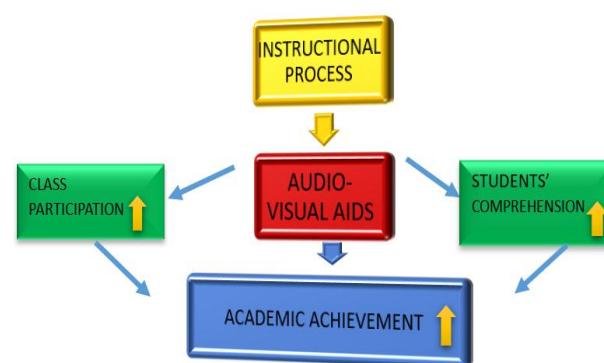 INSTRUCTIONAL
PROCESS
CLASS
PARTICIPATION
AUDIO-
VISUAL AIDS
STUDENTS'
COMPREHENSION
ACADEMIC ACHIEVEMENT